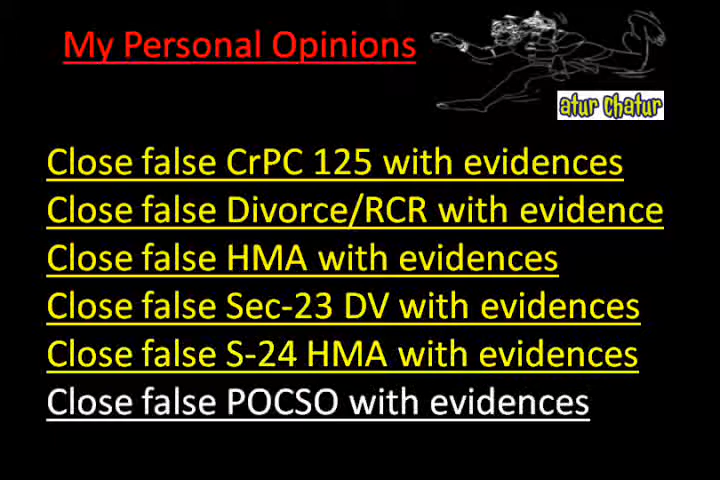 My Personal Opinions
atur Chatur
Close false CrPC 125 with evidences
Close false Divorce/RCR with evidence
Close false HMA with evidences
Close false Sec-23 DV with evidences
Close false S-24 HMA with evidences
Close false POCSO with evidences